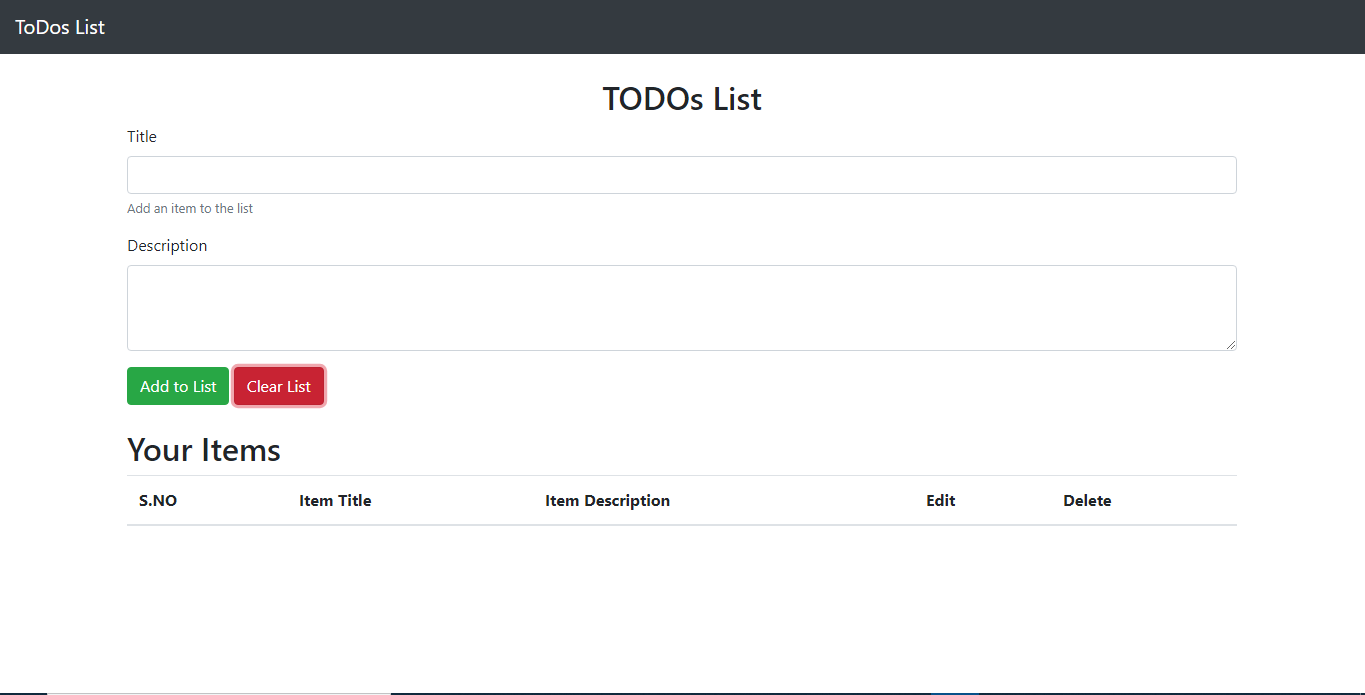 ToDos List
TODOs List
Title
Add an item to the list
Description
Add to List Clear List
Your Items
S.NO Item Title Item Description Edit Delete